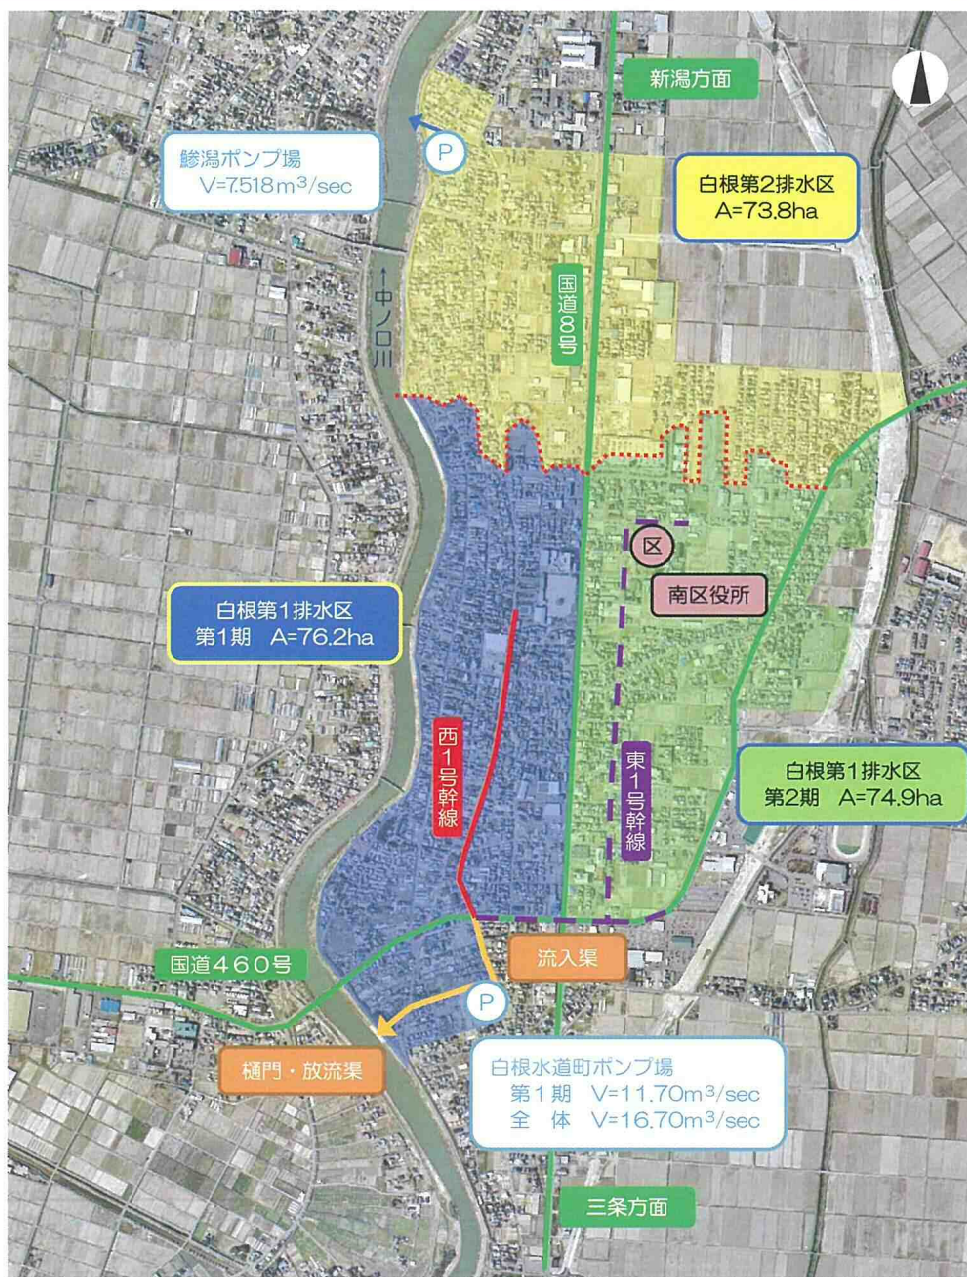 新潟方面
鰺潟ポンプ場
V=7.518m³/sec
P
白根第2排水区
A=73.8ha
国道8号
←中ノ口川
区
南区役所
白根第1排水区
第1期 A=76.2ha
西1号幹線
東1号幹線
白根第1排水区
第2期 A=74.9ha
国道460号
流入渠
P
樋門・放流渠
白根水道町ポンプ場
第1期 V=11.70m³/sec
全体 V=16.70m³/sec
三条方面